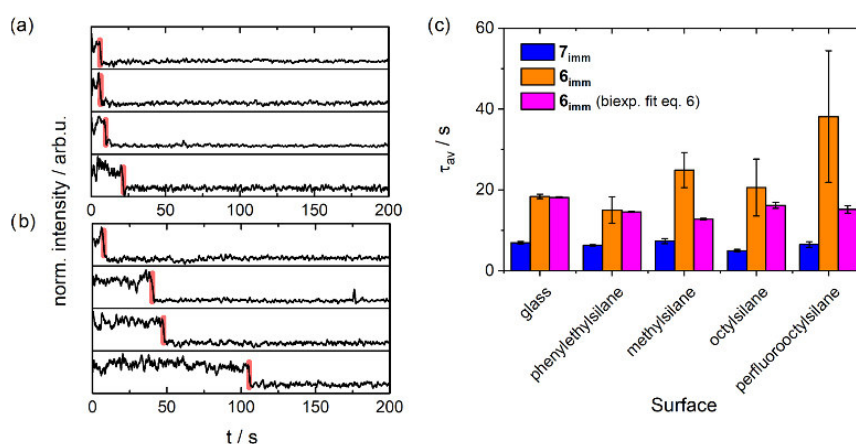 (a)
0 50 100 150 200
(b)
norm. intensity / arb.u.
0 50 100 150 200
t / s
(c)
60
40
20
0
τav / s
7imm
6imm
6imm (biexp. fit eq. 6)
glass
phenylethylsilane
methylsilane
octylsilane
perfluorooctylsilane
Surface